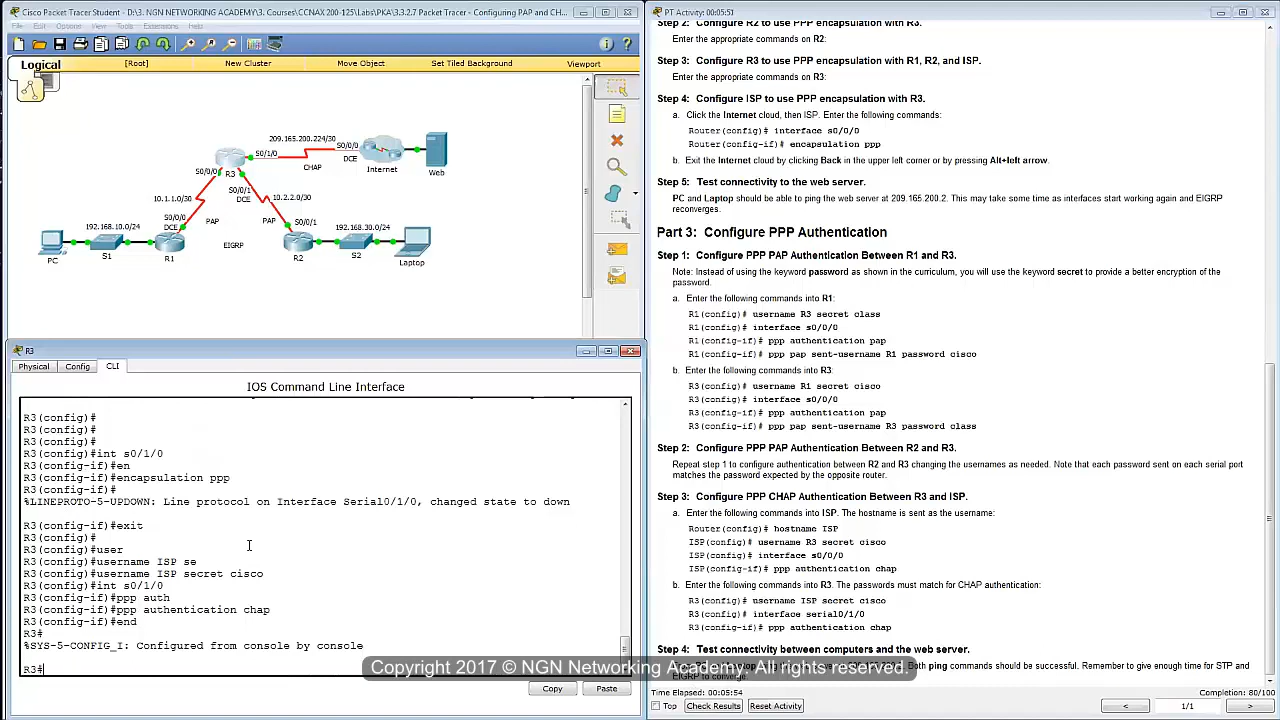 Cisco Packet Tracer Student - D:\3. NGN NETWORKING ACADEMY\3. Courses\CCNAX 200-125\Labs\PKA\3.3.2.7 Packet Tracer - Configuring PAP and CH...
File Edit Options View Tools Extensions Help
Logical
[Root]
New Cluster
Move Object
Set Tiled Background
Viewport
209.165.200.224/30
S0/0/0
DCE
S0/1/0
CHAP
Internet
Web
R3
S0/0/0
S0/0/1
DCE
10.1.1.0/30
10.2.2.0/30
S0/0/0
DCE
PAP
PAP
S0/0/1
192.168.10.0/24
192.168.30.0/24
EIGRP
PC
S1
R1
R2
S2
Laptop
R3
Physical
Config
CLI
IOS Command Line Interface
R3(config)#
R3(config)#
R3(config)#
R3(config)#int s0/1/0
R3(config-if)#en
R3(config-if)#encapsulation ppp
R3(config-if)#
%LINEPROTO-5-UPDOWN: Line protocol on Interface Serial0/1/0, changed state to down
R3(config-if)#exit
R3(config)#
R3(config)#user
R3(config)#username ISP se
R3(config)#username ISP secret cisco
R3(config)#int s0/1/0
R3(config-if)#ppp auth
R3(config-if)#ppp authentication chap
R3(config-if)#end
R3#
%SYS-5-CONFIG_I: Configured from console by console
R3#
Copy
Paste
PT Activity: 00:05:51
Step 2: Configure R2 to use PPP encapsulation with R3.
Enter the appropriate commands on R2:
Step 3: Configure R3 to use PPP encapsulation with R1, R2, and ISP.
Enter the appropriate commands on R3:
Step 4: Configure ISP to use PPP encapsulation with R3.
a. Click the Internet cloud, then ISP. Enter the following commands:
Router(config)# interface s0/0/0
Router(config-if)# encapsulation ppp
b. Exit the Internet cloud by clicking Back in the upper left corner or by pressing Alt+left arrow.
Step 5: Test connectivity to the web server.
PC and Laptop should be able to ping the web server at 209.165.200.2. This may take some time as interfaces start working again and EIGRP
reconverges.
Part 3: Configure PPP Authentication
Step 1: Configure PPP PAP Authentication Between R1 and R3.
Note: Instead of using the keyword password as shown in the curriculum, you will use the keyword secret to provide a better encryption of the
password.
a. Enter the following commands into R1:
R1(config)# username R3 secret class
R1(config)# interface s0/0/0
R1(config-if)# ppp authentication pap
R1(config-if)# ppp pap sent-username R1 password cisco
b. Enter the following commands into R3:
R3(config)# username R1 secret cisco
R3(config)# interface s0/0/0
R3(config-if)# ppp authentication pap
R3(config-if)# ppp pap sent-username R3 password class
Step 2: Configure PPP PAP Authentication Between R2 and R3.
Repeat step 1 to configure authentication between R2 and R3 changing the usernames as needed. Note that each password sent on each serial port
matches the password expected by the opposite router.
Step 3: Configure PPP CHAP Authentication Between R3 and ISP.
a. Enter the following commands into ISP. The hostname is sent as the username:
Router(config)# hostname ISP
ISP(config)# username R3 secret cisco
ISP(config)# interface s0/0/0
ISP(config-if)# ppp authentication chap
b. Enter the following commands into R3. The passwords must match for CHAP authentication:
R3(config)# username ISP secret cisco
R3(config)# interface serial0/1/0
R3(config-if)# ppp authentication chap
Step 4: Test connectivity between computers and the web server.
Both ping commands should be successful. Remember to give enough time for STP and
EIGRP to converge.
Copyright 2017 © NGN Networking Academy. All rights reserved.
Time Elapsed: 00:05:54
Completion: 80/100
Top
Check Results
Reset Activity
<
1/1
>